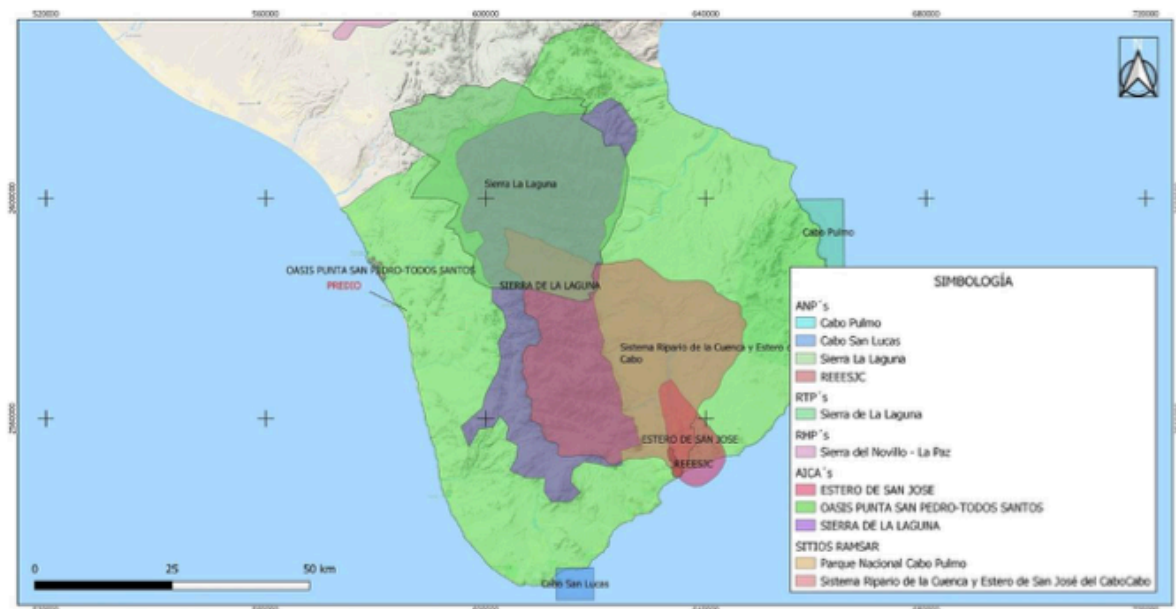 520000 560000 600000 640000 680000 720000
N
2600000
Sierra La Laguna
Cabo Pulmo
OASIS PUNTA SAN PEDRO-TODOS SANTOS
PREDIO
SIERRA DE LA LAGUNA
Sistema Ripario de la Cuenca y Estero d
Cabo
2560000
ESTERO DE SAN JOSE
REEESJC
Cabo San Lucas
0 25 50 km
SIMBOLOGÍA
ANP´s
Cabo Pulmo
Cabo San Lucas
Sierra La Laguna
REEESJC
RTP´s
Sierra de La Laguna
RHP´s
Sierra del Novillo - La Paz
AICA´s
ESTERO DE SAN JOSE
OASIS PUNTA SAN PEDRO-TODOS SANTOS
SIERRA DE LA LAGUNA
SITIOS RAMSAR
Parque Nacional Cabo Pulmo
Sistema Ripario de la Cuenca y Estero de San José del CaboCabo